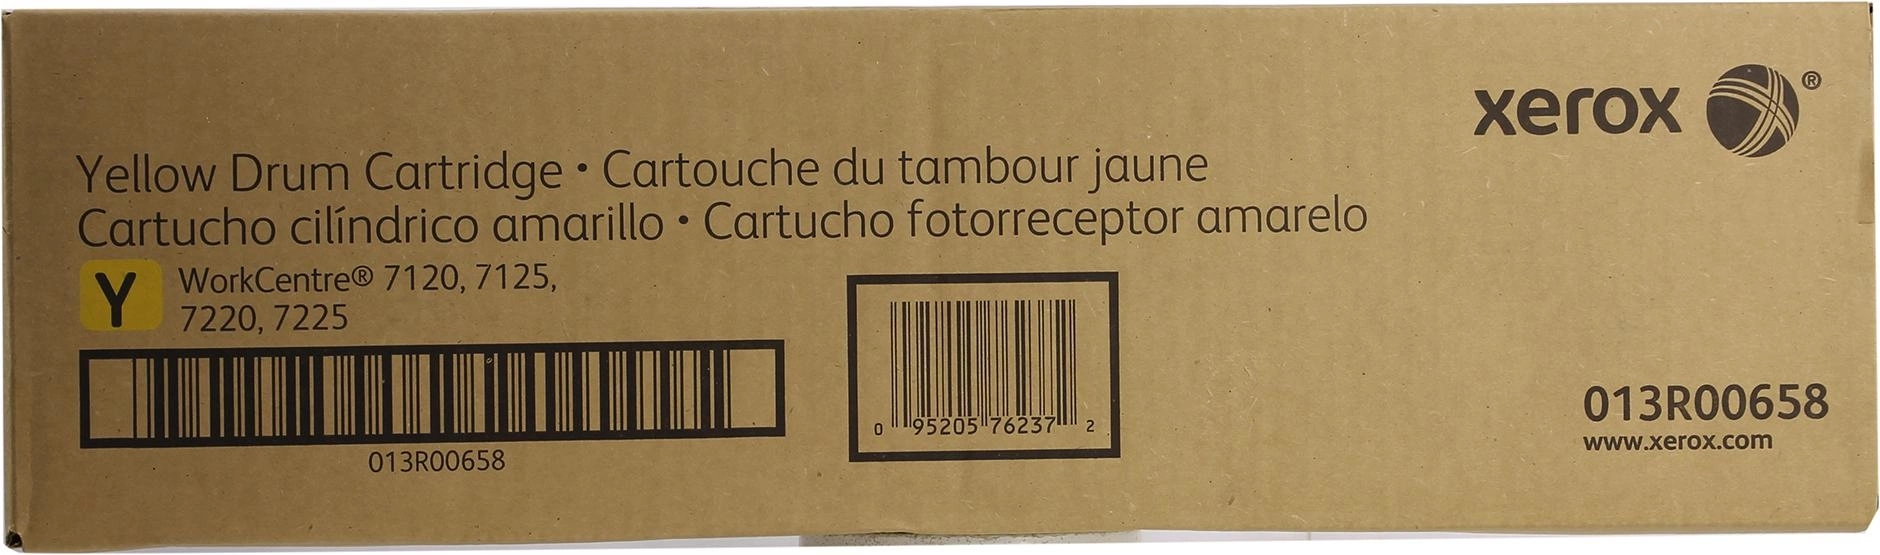 xerox ®
Yellow Drum Cartridge • Cartouche du tambour jaune
Cartucho cilíndrico amarillo • Cartucho fotorreceptor amarelo
Y
WorkCentre® 7120, 7125,
7220, 7225
013R00658
0 95205 76237 2
013R00658
www.xerox.com